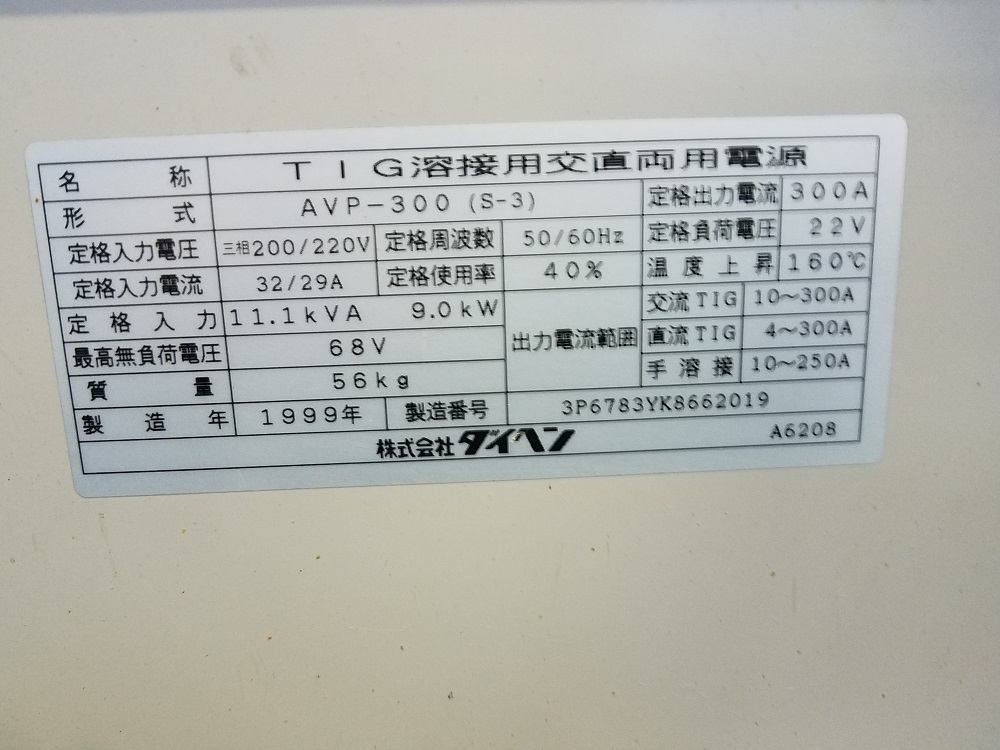 名称 TIG溶接用交直両用電源
形式 AVP-300 (S-3) 定格出力電流 300A
定格入力電圧 三相200/220V 定格周波数 50/60Hz 定格負荷電圧 22V
定格入力電流 32/29A 定格使用率 40% 温度上昇 160℃
定格入力 11.1kVA 9.0kW 出力電流範囲 交流TIG 10～300A
最高無負荷電圧 68V 直流TIG 4～300A
質量 56kg 手溶接 10～250A
製造年 1999年 製造番号 3P6783YK8662019
株式会社ダイヘン A6208